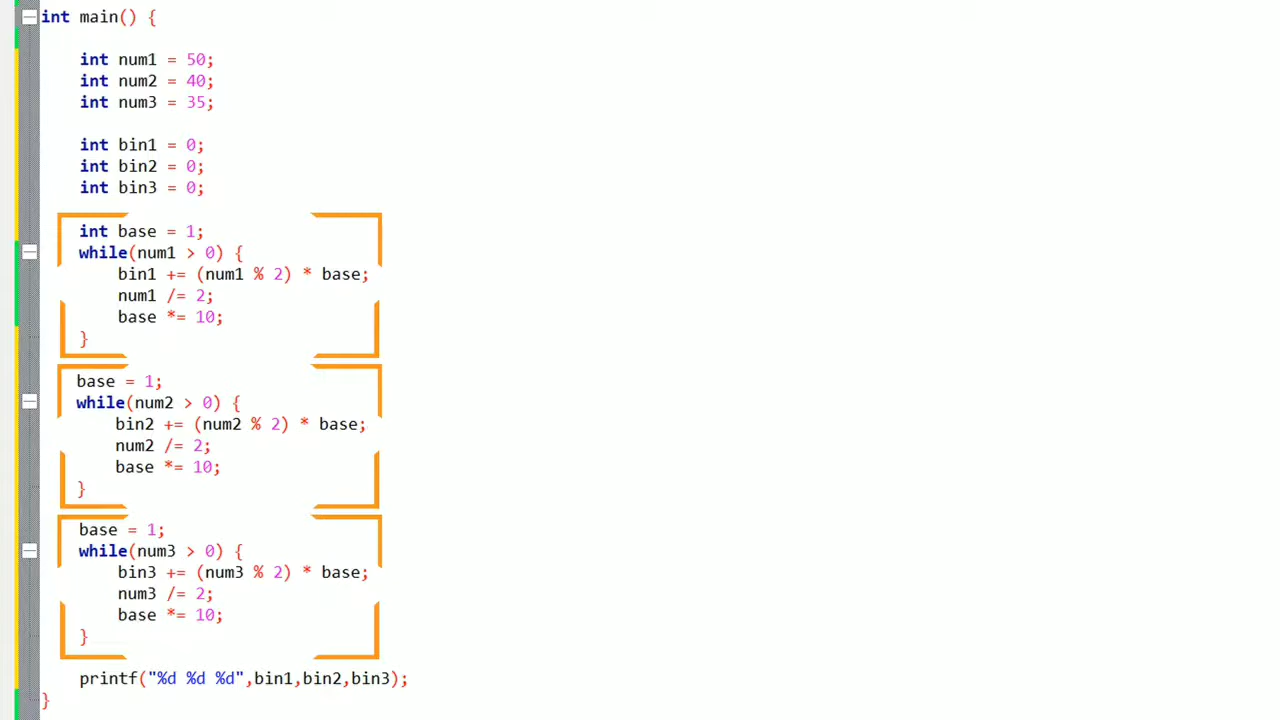 int main() {
int num1 = 50;
int num2 = 40;
int num3 = 35;
int bin1 = 0;
int bin2 = 0;
int bin3 = 0;
int base = 1;
while(num1 > 0) {
bin1 += (num1 % 2) * base;
num1 /= 2;
base *= 10;
}
base = 1;
while(num2 > 0) {
bin2 += (num2 % 2) * base;
num2 /= 2;
base *= 10;
}
base = 1;
while(num3 > 0) {
bin3 += (num3 % 2) * base;
num3 /= 2;
base *= 10;
}
printf("%d %d %d",bin1,bin2,bin3);
}